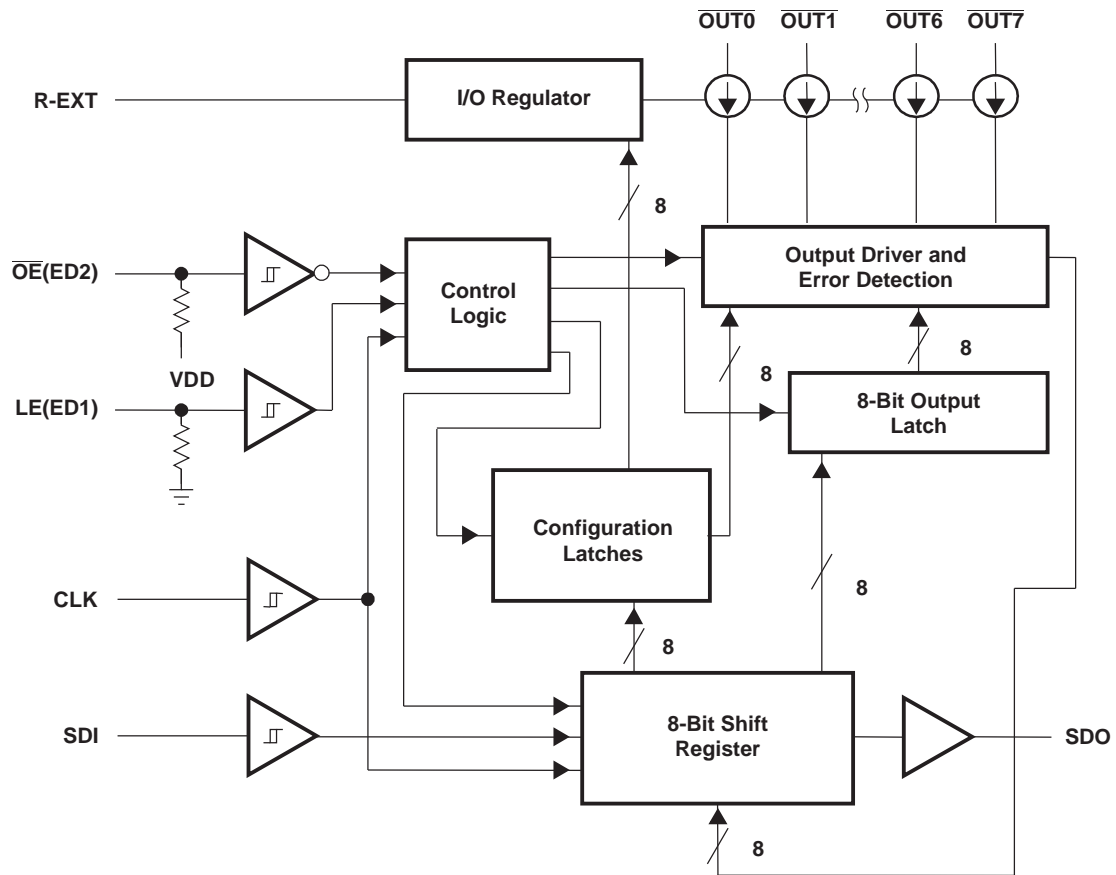 OUT0 OUT1 OUT6 OUT7
R-EXT
I/O Regulator
8
OE(ED2)
Control
Logic
Output Driver and
Error Detection
VDD
8
8
LE(ED1)
8-Bit Output
Latch
Configuration
Latches
CLK
8
8
SDI
8-Bit Shift
Register
SDO
8